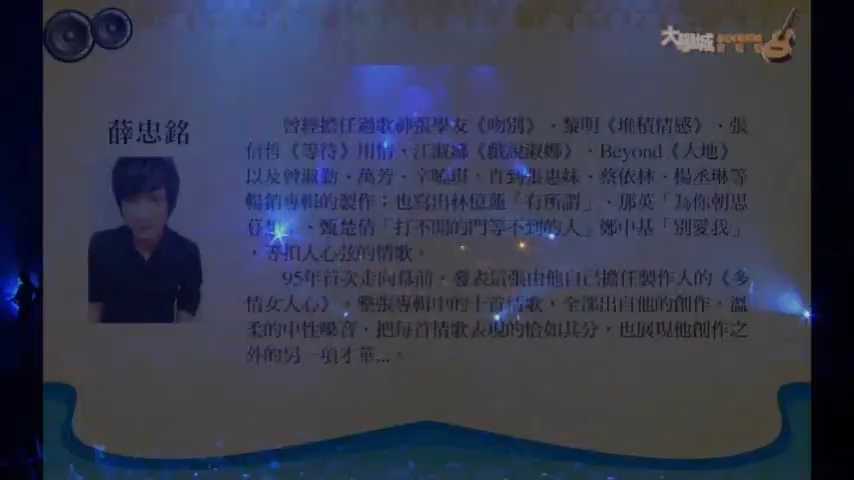 大學城
薛忠銘
曾經擔任過歌神張學友《吻別》、黎明《堆積情感》、張
信哲《等待》用情、江淑娜《戲說淑娜》、Beyond《大地》
以及曾淑勤、萬芳、辛曉琪，直到張惠妹、蔡依林、楊丞琳等
暢銷專輯的製作；也寫出林憶蓮「有所謂」、那英「為你朝思
暮想」、甄楚倩「打不開的門等不到的人」鄭中基「別愛我」
，等扣人心弦的情歌。
95年首次走向幕前，發表這張由他自己擔任製作人的《多
情女人心》，整張專輯中的十首情歌，全部出自他的創作，溫
柔的中性嗓音，把每首情歌表現的恰如其分，也展現他創作之
外的另一項才華...。